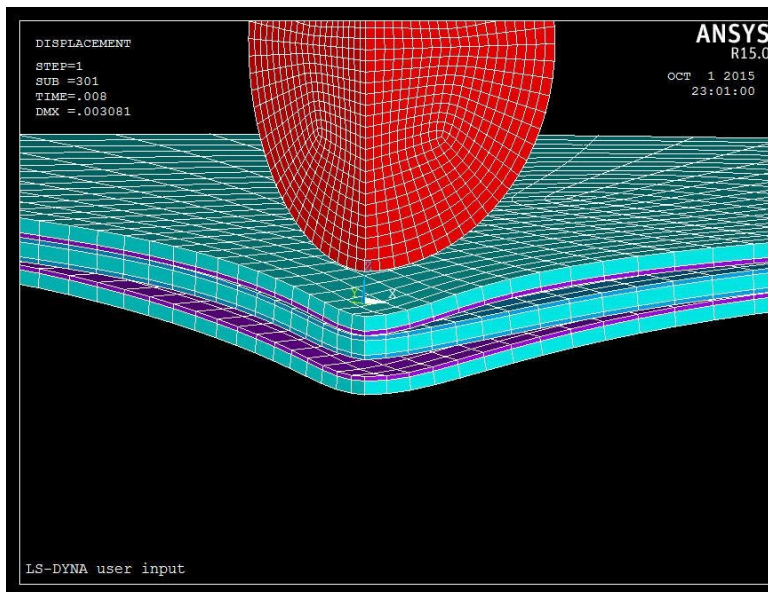 DISPLACEMENT
STEP=1
SUB =301
TIME=.008
DMX =.003081
ANSYS
R15.0
OCT 1 2015
23:01:00
LS-DYNA user input